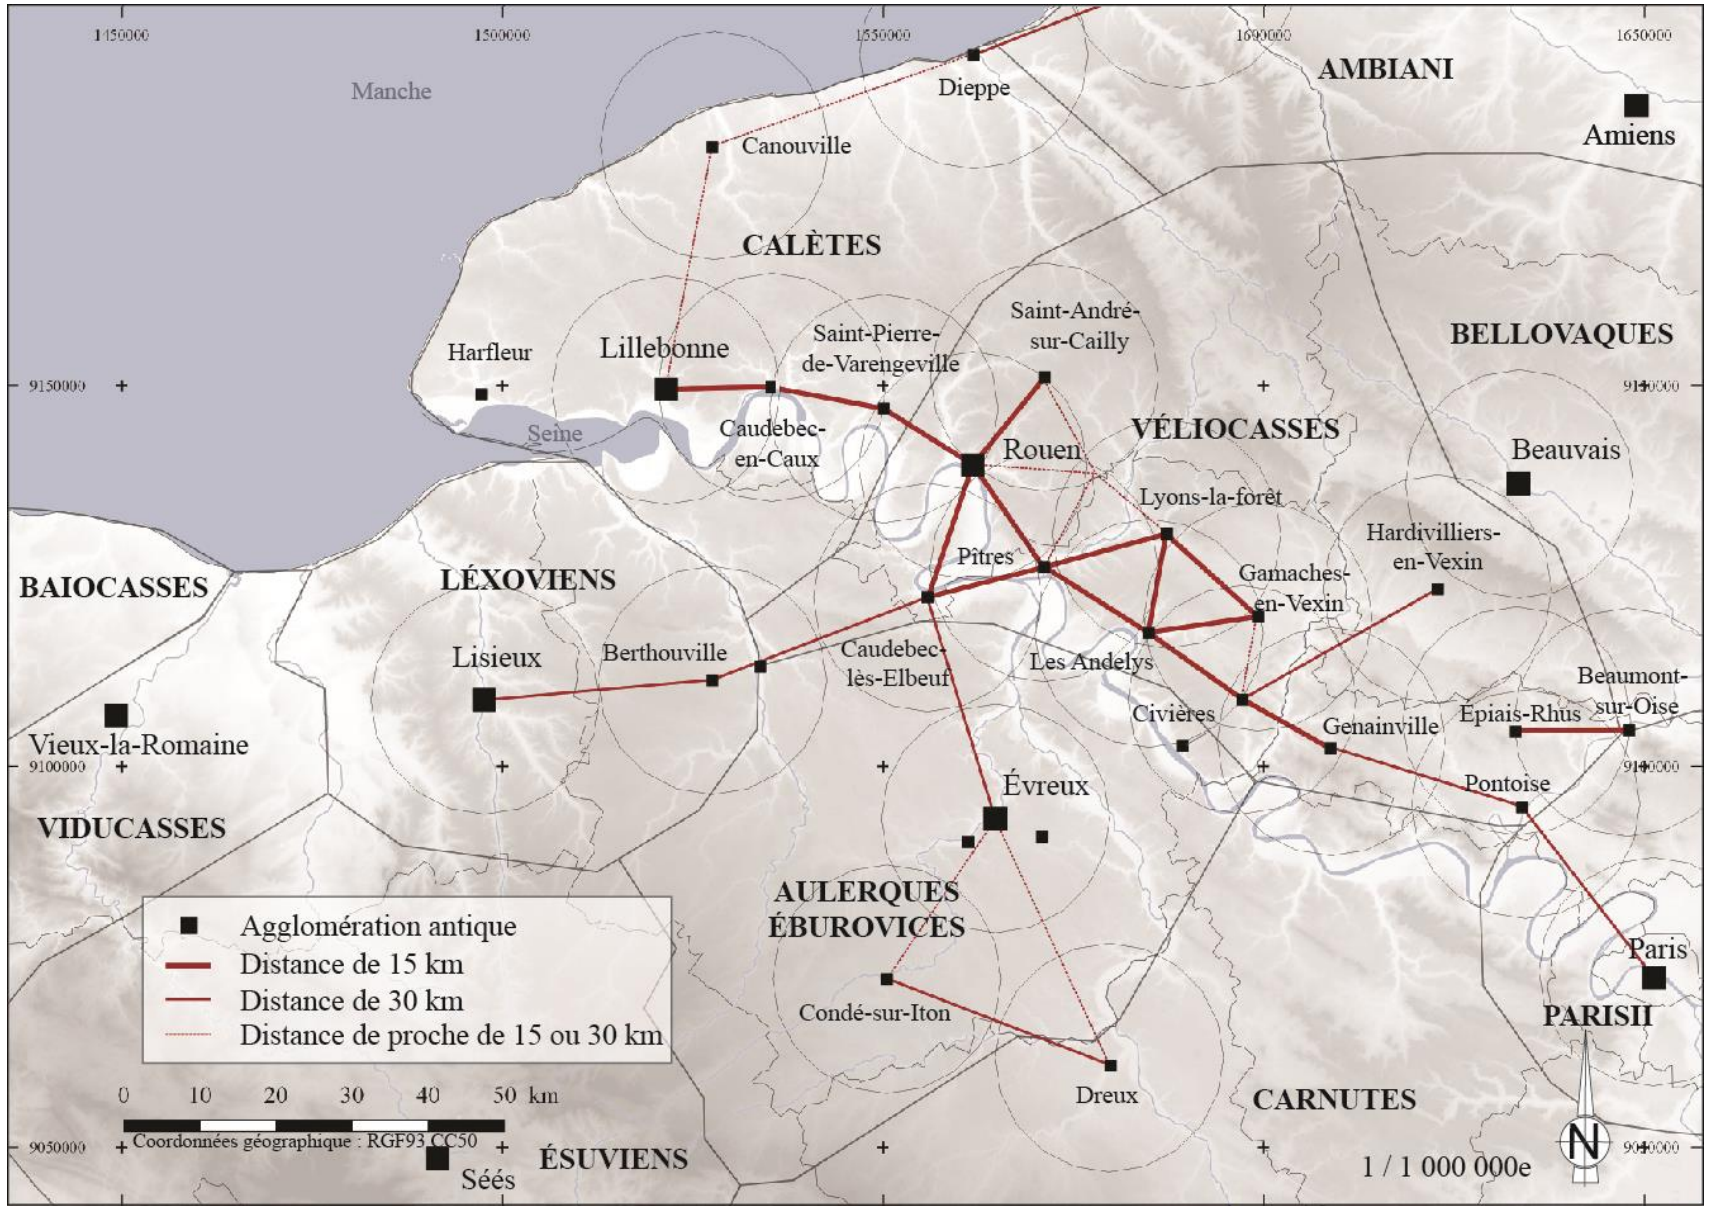 1450000
1500000
1550000
1600000
1650000
Manche
Dieppe
AMBIANI
Amiens
Canouville
CALÈTES
Saint-André-
sur-Cailly
Saint-Pierre-
de-Varengeville
Harfleur
Lillebonne
BELLOVAQUES
9150000
9150000
Seine
Caudebec-
en-Caux
Rouen
VÉLIOCASSES
Beauvais
Lyons-la-forêt
Hardivilliers-
en-Vexin
Pîtres
BAIOCASSES
LÉXOVIENS
Gamaches-
en-Vexin
Lisieux
Berthouville
Caudebec-
lès-Elbeuf
Les Andelys
Beaumont-
sur-Oise
Civières
Genainville
Épiais-Rhus
Vieux-la-Romaine
9100000
9100000
Évreux
Pontoise
VIDUCASSES
AULERQUES
ÉBUROVICES
Agglomération antique
Distance de 15 km
Distance de 30 km
Distance de proche de 15 ou 30 km
Paris
PARISII
Condé-sur-Iton
Dreux
CARNUTES
0 10 20 30 40 50 km
Coordonnées géographique : RGF93 CC50
9050000
9050000
ÉSUVIENS
Séés
N
1 / 1 000 000e